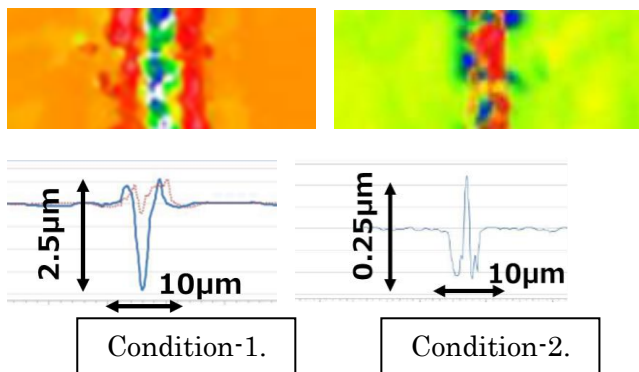 2.5μm
10μm
0.25μm
10μm
Condition-1.
Condition-2.